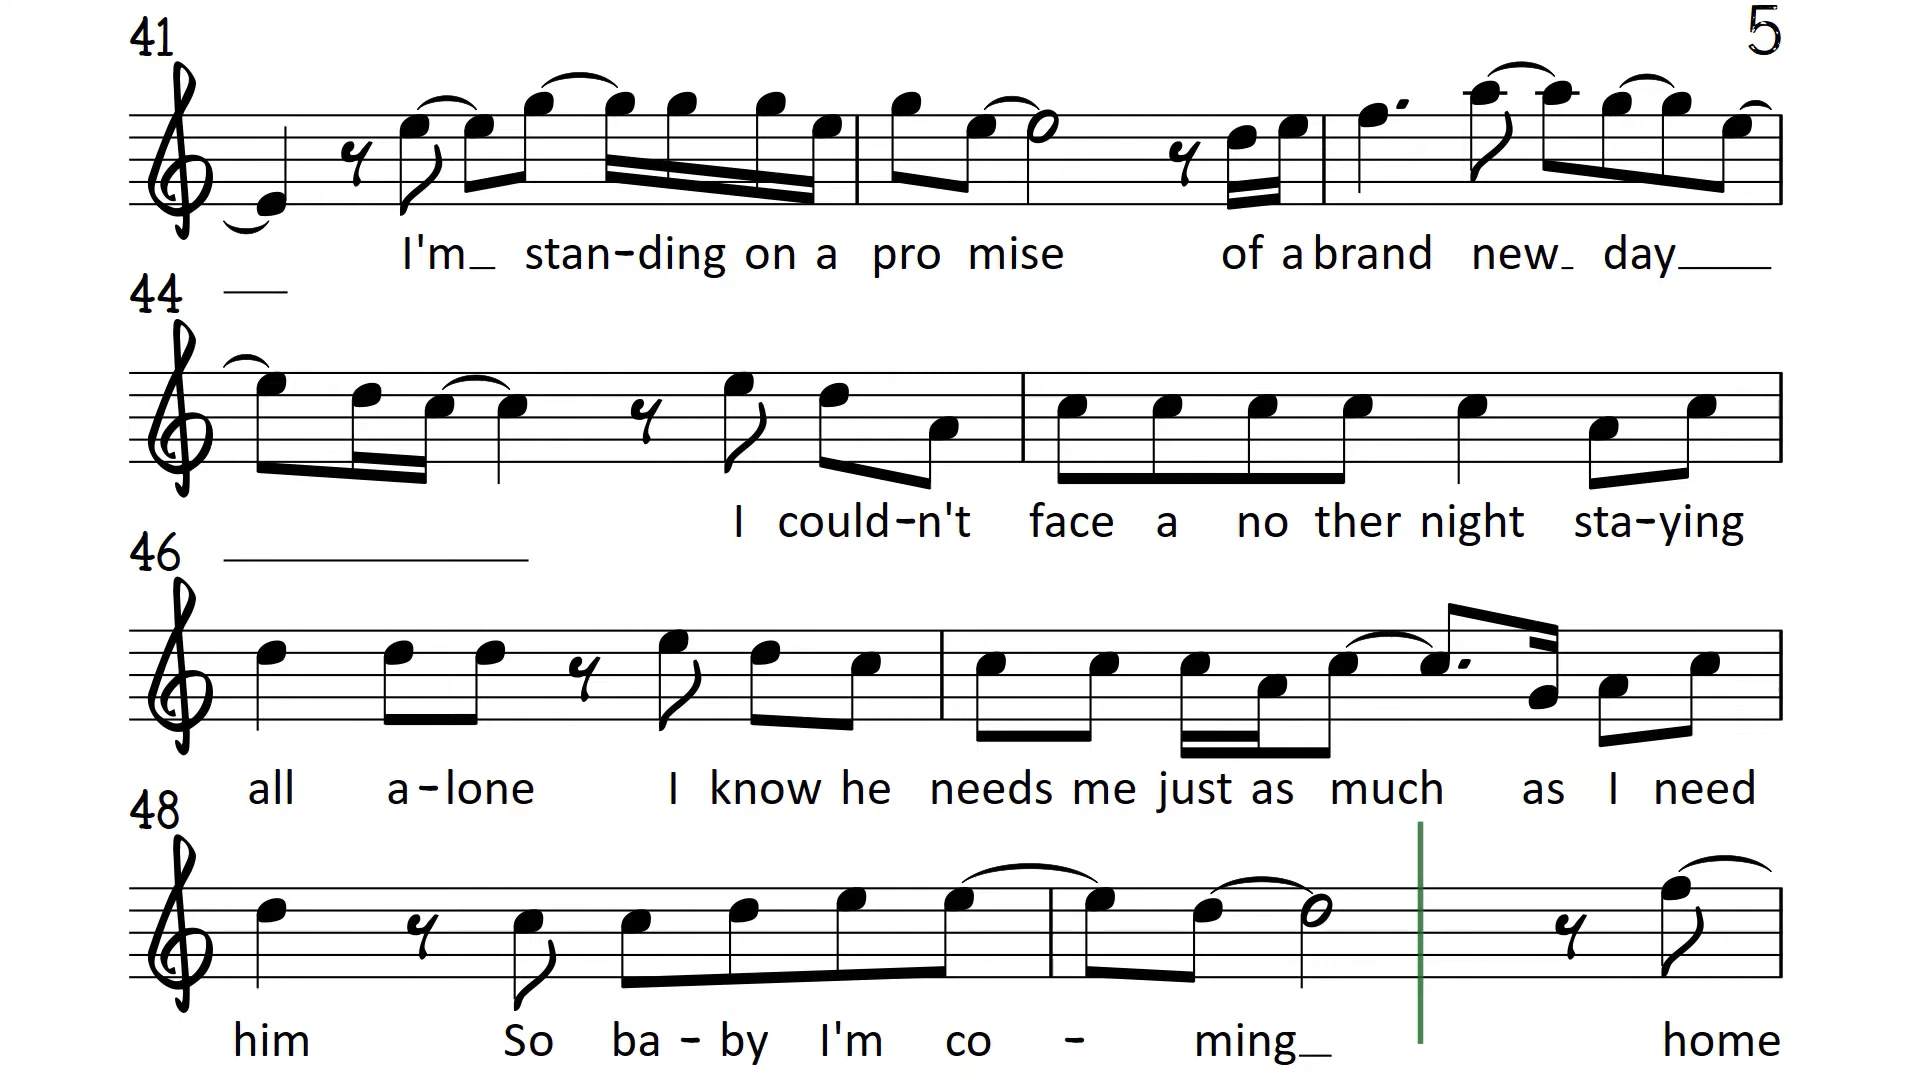 41
5
I'm_ stan-ding on a pro mise of a brand new_ day___
44
I could-n't face a no ther night sta-ying
46
all a-lone I know he needs me just as much as I need
48
him So ba-by I'm co - ming_ home